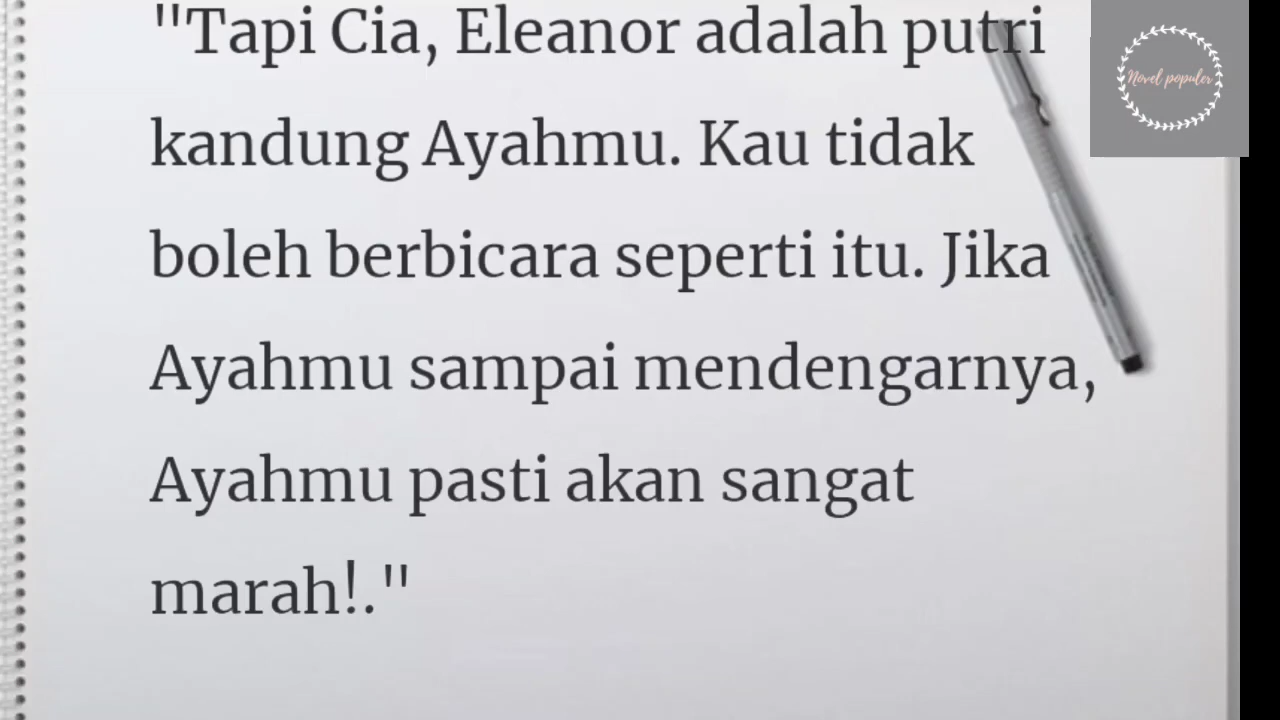 "Tapi Cia, Eleanor adalah putri
kandung Ayahmu. Kau tidak
boleh berbicara seperti itu. Jika
Ayahmu sampai mendengarnya,
Ayahmu pasti akan sangat
marah!."
Novel populer